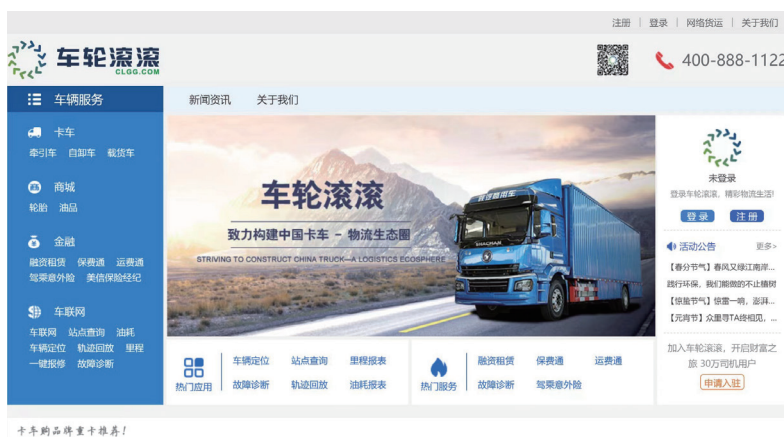 注册 | 登录 | 网络货运 | 关于我们
车轮滚滚
CLGG.COM
400-888-1122
车辆服务
新闻资讯 关于我们
卡车
牵引车 自卸车 载货车
商城
轮胎 油品
金融
融资租赁 保费通 运费通
驾乘意外险 美信保险经纪
车联网
车联网 站点查询 油耗
车辆定位 轨迹回放 里程
一键报修 故障诊断
车轮滚滚
致力构建中国卡车 - 物流生态圈
STRIVING TO CONSTRUCT CHINA TRUCK—A LOGISTICS ECOSPHERE
SHACMAN
未登录
登录车轮滚滚,精彩物流生活!
登录 注册
活动公告 更多>
【春分节气】春风又绿江南岸...
践行环保,我们能做的不止植树
【惊蛰节气】惊雷一响,澎湃...
【元宵节】众里寻TA终相见,...
加入车轮滚滚,开启财富之
旅 30万司机用户
申请入驻
热门应用
车辆定位 站点查询 里程报表
故障诊断 轨迹回放 油耗报表
热门服务
融资租赁 保费通 运费通
故障诊断 驾乘意外险
卡车购品牌重卡推荐!